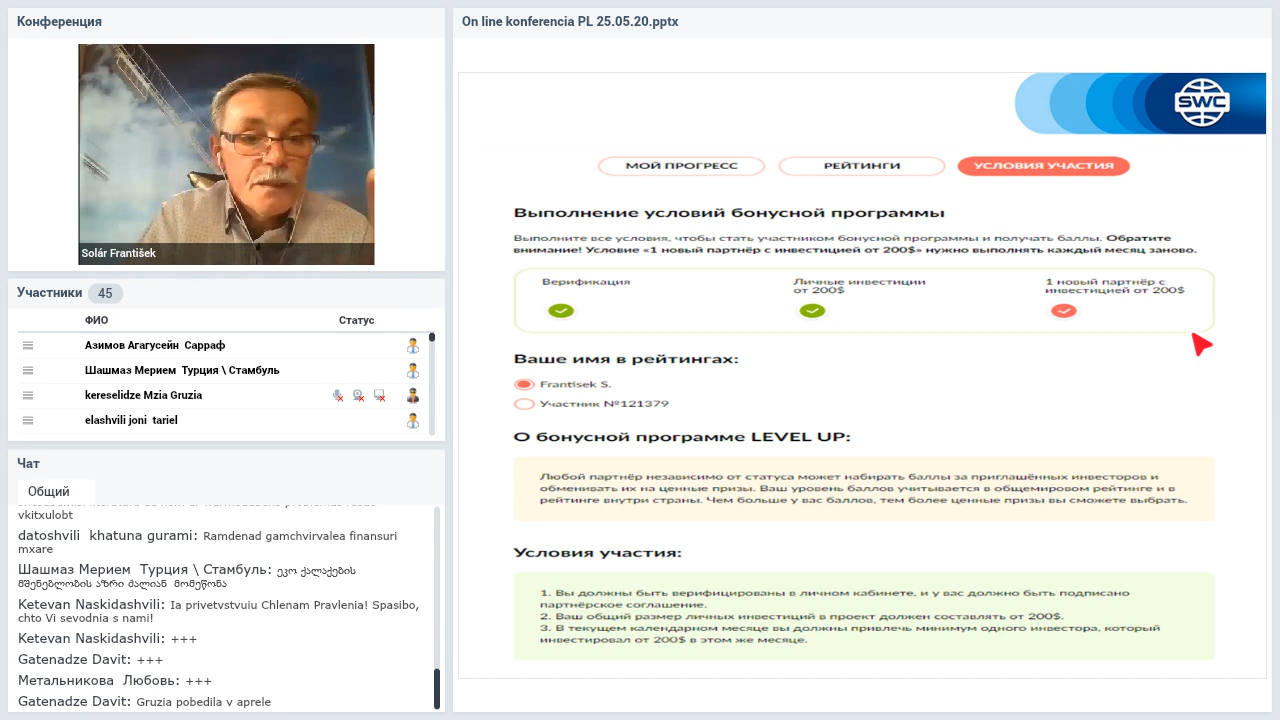 Конференция
Solár František
Участники 45
ФИО Статус
Азимов Агагусейн Сарраф
Шашмаз Мерием Турция \ Стамбуль
kereselidze Mzia Gruzia
elashvili joni tariel
Чат
Общий
vkitxulobt
datoshvili khatuna gurami: Ramdenad gamchvirvalea finansuri
mxare
Шашмаз Мерием Турция \ Стамбуль: ეკო ქალაქების
მშენებლობის აზრი ძალიან მომეწონა
Ketevan Naskidashvili: Ia privetvstvuiu Chlenam Pravlenia! Spasibo,
chto Vi sevodnia s nami!
Ketevan Naskidashvili: +++
Gatenadze Davit: +++
Метальникова Любовь: +++
Gatenadze Davit: Gruzia pobedila v aprele
On line konferencia PL 25.05.20.pptx
SWC
МОЙ ПРОГРЕСС РЕЙТИНГИ УСЛОВИЯ УЧАСТИЯ
Выполнение условий бонусной программы
Выполните все условия, чтобы стать участником бонусной программы и получать баллы. Обратите
внимание! Условие «1 новый партнёр с инвестицией от 200$» нужно выполнять каждый месяц заново.
Верификация
Личные инвестиции
от 200$
1 новый партнёр с
инвестицией от 200$
Ваше имя в рейтингах:
Frantisek S.
Участник №121379
О бонусной программе LEVEL UP:
Любой партнёр независимо от статуса может набирать баллы за приглашённых инвесторов и
обменивать их на ценные призы. Ваш уровень баллов учитывается в общемировом рейтинге и в
рейтинге внутри страны. Чем больше у вас баллов, тем более ценные призы вы сможете выбрать.
Условия участия:
1. Вы должны быть верифицированы в личном кабинете, и у вас должно быть подписано
партнёрское соглашение.
2. Ваш общий размер личных инвестиций в проект должен составлять от 200$.
3. В текущем календарном месяце вы должны привлечь минимум одного инвестора, который
инвестировал от 200$ в этом же месяце.